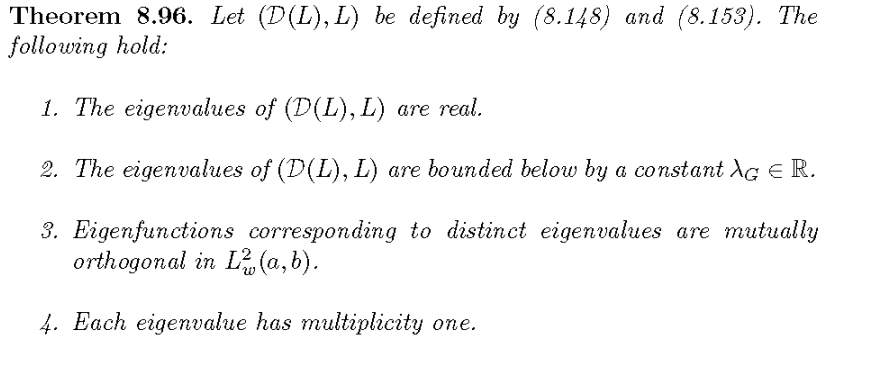 Theorem 8.96. Let (𝒟(L), L) be defined by (8.148) and (8.153). The
following hold:
1. The eigenvalues of (𝒟(L), L) are real.
2. The eigenvalues of (𝒟(L), L) are bounded below by a constant λ_G ∈ ℝ.
3. Eigenfunctions corresponding to distinct eigenvalues are mutually
orthogonal in L²_w(a, b).
4. Each eigenvalue has multiplicity one.